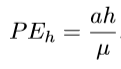 PE_h = \frac{ah}{\mu}.